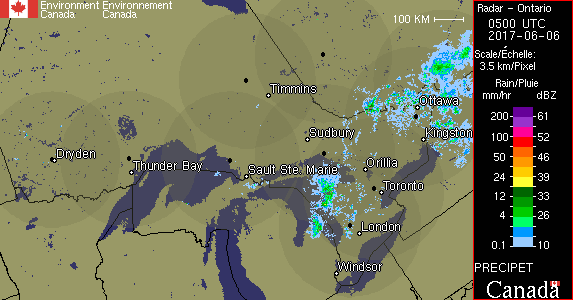 Environment Environnement
Canada Canada
100 KM
Timmins
Ottawa
Sudbury
Kingston
Dryden
Thunder Bay
Sault Ste. Marie
Orillia
Toronto
London
Windsor
Radar - Ontario
0500 UTC
2017-06-06
Scale/Échelle:
3.5 km/Pixel
Rain/Pluie
mm/hr dBZ
200 61
100 52
50 46
24 39
12 33
4 26
0.1 10
PRECIPET
Canada